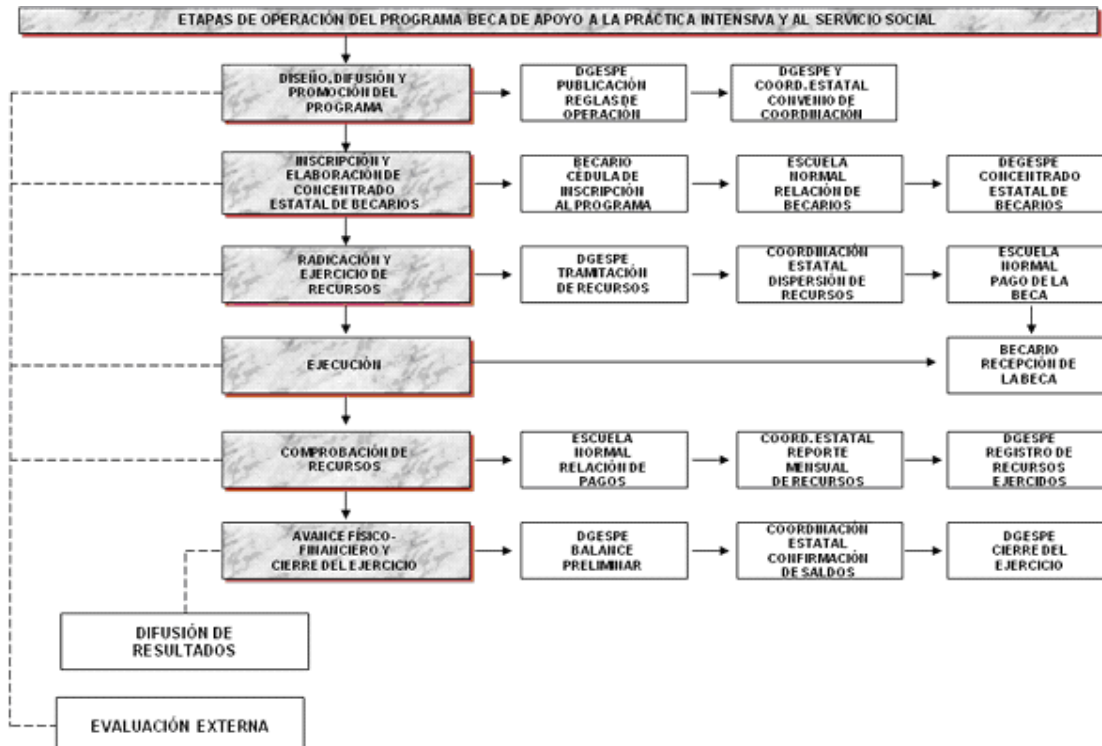 ETAPAS DE OPERACIÓN DEL PROGRAMA BECA DE APOYO A LA PRÁCTICA INTENSIVA Y AL SERVICIO SOCIAL
DISEÑO, DIFUSIÓN Y
PROMOCIÓN DEL
PROGRAMA
DGESPE
PUBLICACIÓN
REGLAS DE
OPERACIÓN
DGESPE Y
COORD. ESTATAL
CONVENIO DE
COORDINACIÓN
INSCRIPCIÓN Y
ELABORACIÓN DE
CONCENTRADO
ESTATAL DE BECARIOS
BECARIO
CÉDULA DE
INSCRIPCIÓN
AL PROGRAMA
ESCUELA
NORMAL
RELACIÓN DE
BECARIOS
DEGESPE
CONCENTRADO
ESTATAL DE
BECARIOS
RADICACIÓN Y
EJERCICIO DE
RECURSOS
DGESPE
TRAMITACIÓN
DE RECURSOS
COORDINACIÓN
ESTATAL
DISPERSIÓN DE
RECURSOS
ESCUELA
NORMAL
PAGO DE LA
BECA
EJECUCIÓN
BECARIO
RECEPCIÓN DE
LA BECA
COMPROBACIÓN DE
RECURSOS
ESCUELA
NORMAL
RELACIÓN DE
PAGOS
COORD. ESTATAL
REPORTE
MENSUAL
DE RECURSOS
DGESPE
REGISTRO DE
RECURSOS
EJERCIDOS
AVANCE FÍSICO-
FINANCIERO Y
CIERRE DEL EJERCICIO
DGESPE
BALANCE
PRELIMINAR
COORDINACIÓN
ESTATAL
CONFIRMACIÓN
DE SALDOS
DGESPE
CIERRE DEL
EJERCICIO
DIFUSIÓN DE
RESULTADOS
EVALUACIÓN EXTERNA